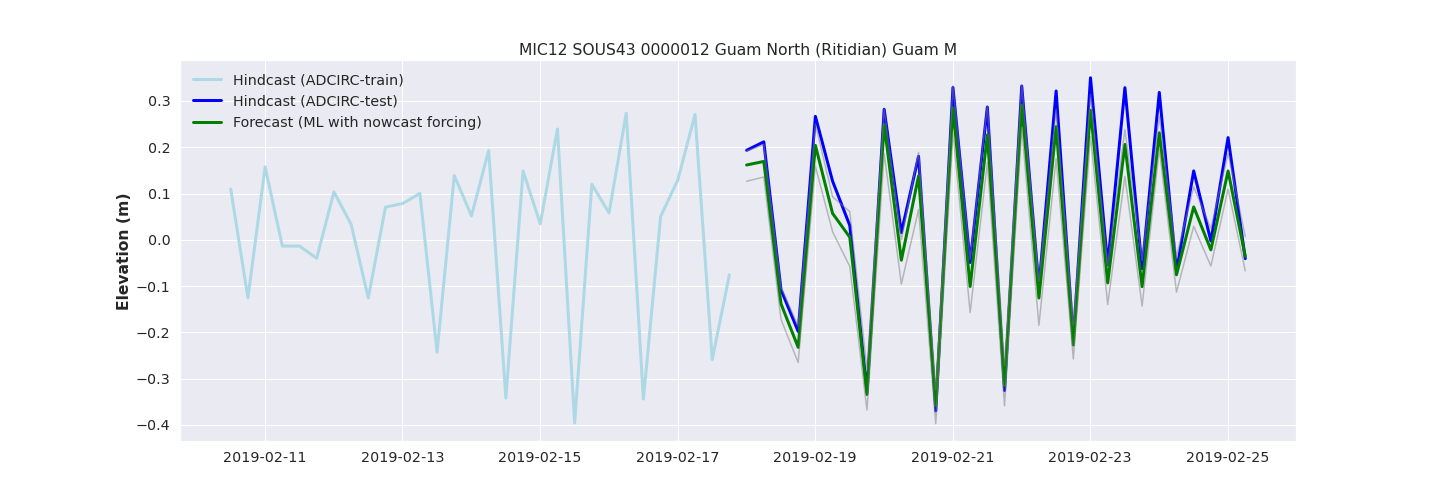 MIC12 SOUS43 0000012 Guam North (Ritidian) Guam M
Hindcast (ADCIRC-train)
Hindcast (ADCIRC-test)
Forecast (ML with nowcast forcing)
Elevation (m)
0.3
0.2
0.1
0.0
−0.1
−0.2
−0.3
−0.4
2019-02-11 2019-02-13 2019-02-15 2019-02-17 2019-02-19 2019-02-21 2019-02-23 2019-02-25